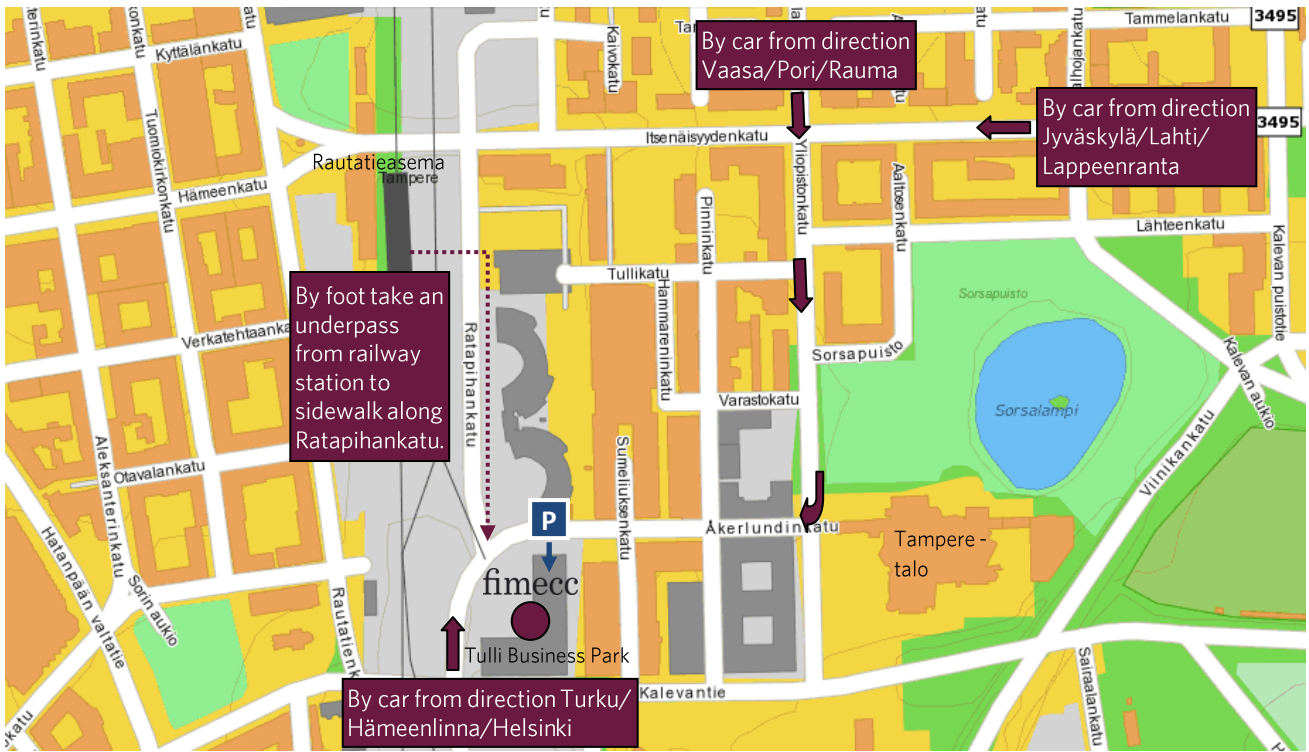 Tammelankatu
3495
Kyttälänkatu
Kaivokatu
By car from direction
Vaasa/Pori/Rauma
By car from direction
Jyväskylä/Lahti/
Lappeenranta
3495
Itsenäisyydenkatu
Tuomiokirkonkatu
Rautatieasema
Tampere
Hämeenkatu
Yliopistonkatu
Aaltosenkatu
Pinninkatu
Lähteenkatu
Kalevan puistotie
Tullikatu
Hammareninkatu
Sorsapuisto
By foot take an
underpass
from railway
station to
sidewalk along
Ratapihankatu.
Ratapihankatu
Sorsapuisto
Kalevan aukio
Varastokatu
Sorsalampi
Aleksanterinkatu
Otavalankatu
Sumeliuksenkatu
Viinikankatu
P
Åkerlundinkatu
Tampere -
talo
Hatanpään valtatie
fimecc
Sorin aukio
Tulli Business Park
Sairaalankatu
By car from direction Turku/
Hämeenlinna/Helsinki
Kalevantie